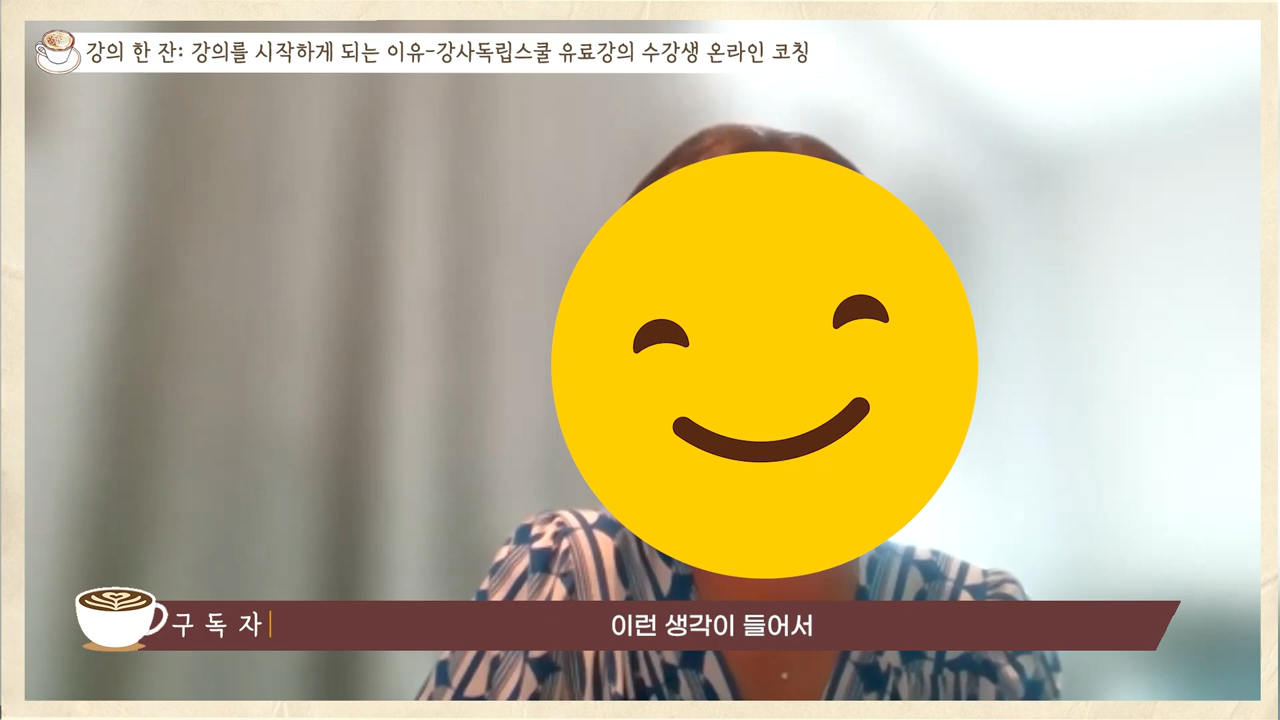 강의 한 잔: 강의를 시작하게 되는 이유-강사독립스쿨 유료강의 수강생 온라인 코칭
구독자
이런 생각이 들어서